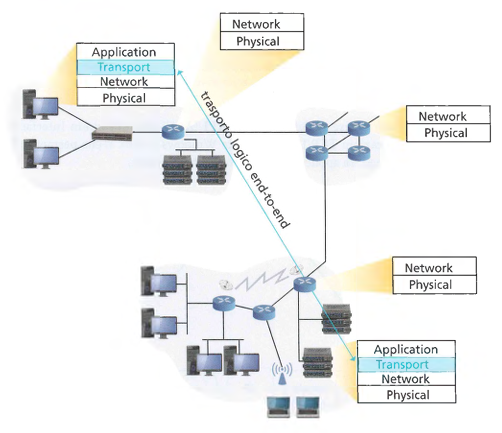 Network
Physical
Application
Transport
Network
Physical
trasporto logico end-to-end
Network
Physical
Network
Physical
Application
Transport
Network
Physical